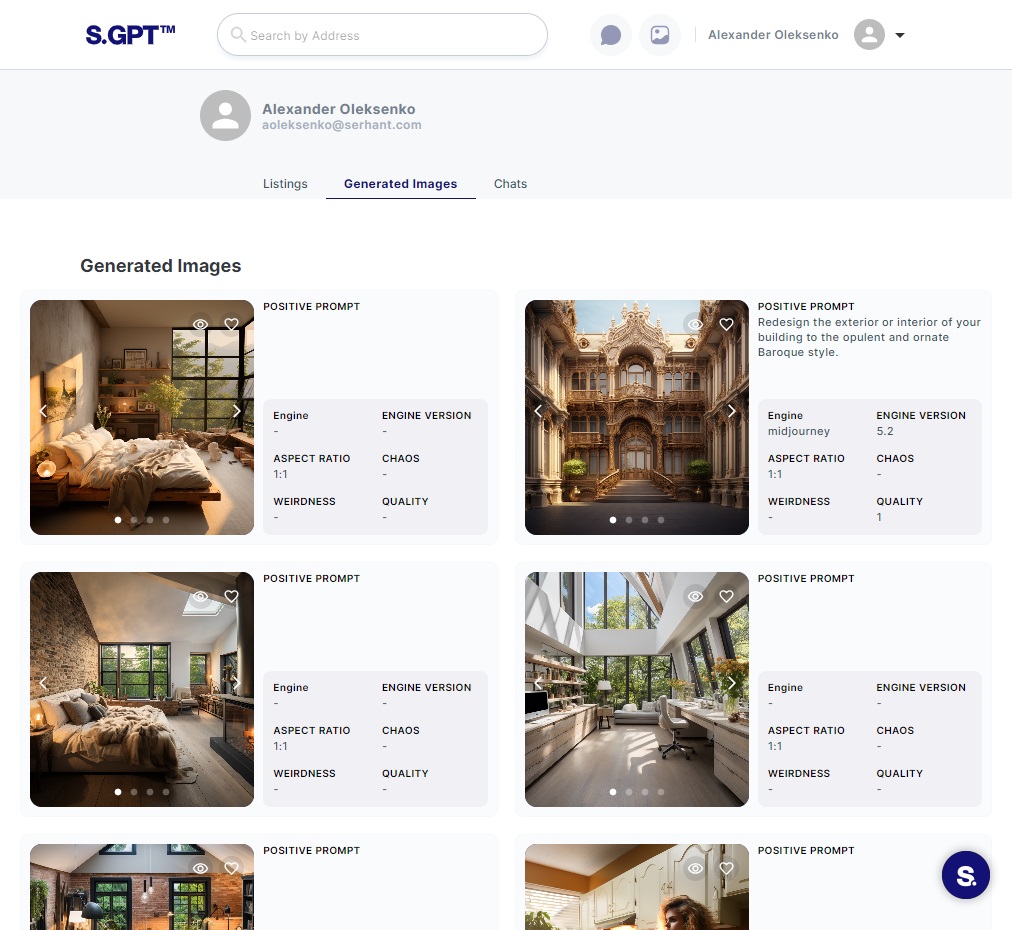 S.GPT™
Search by Address
Alexander Oleksenko
Alexander Oleksenko
aoleksenko@serhant.com
Listings
Generated Images
Chats
Generated Images
POSITIVE PROMPT
Engine
ENGINE VERSION
-
-
ASPECT RATIO
CHAOS
1:1
-
WEIRDNESS
QUALITY
-
-
POSITIVE PROMPT
Redesign the exterior or interior of your
building to the opulent and ornate
Baroque style.
Engine
ENGINE VERSION
midjourney
5.2
ASPECT RATIO
CHAOS
1:1
-
WEIRDNESS
QUALITY
-
1
POSITIVE PROMPT
Engine
ENGINE VERSION
-
-
ASPECT RATIO
CHAOS
1:1
-
WEIRDNESS
QUALITY
-
-
POSITIVE PROMPT
Engine
ENGINE VERSION
-
-
ASPECT RATIO
CHAOS
1:1
-
WEIRDNESS
QUALITY
-
-
POSITIVE PROMPT
POSITIVE PROMPT
S.